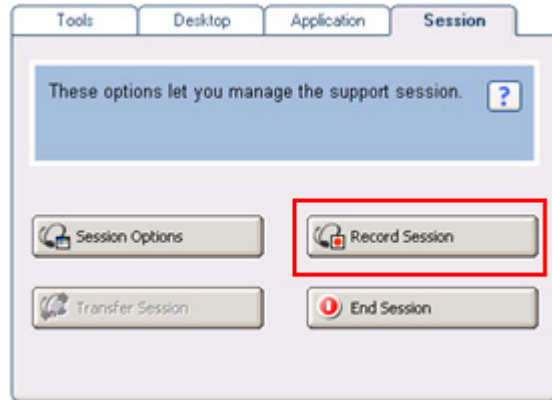 Tools Desktop Application Session
These options let you manage the support session. ?
Session Options Record Session
Transfer Session End Session